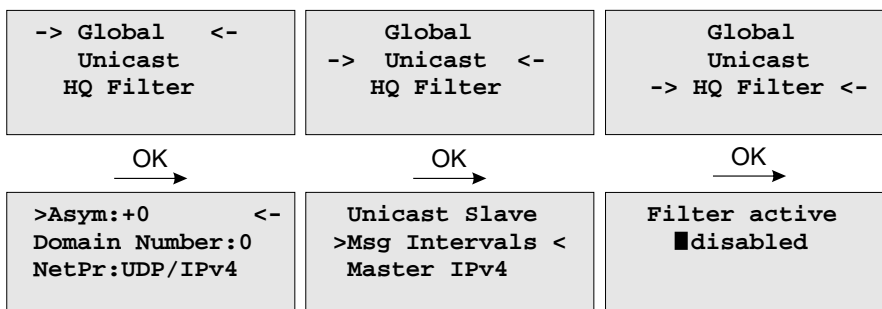 -> Global <-
Unicast
HQ Filter
Global
-> Unicast <-
HQ Filter
Global
Unicast
-> HQ Filter <-
OK
OK
OK
>Asym:+0 <-
Domain Number:0
NetPr:UDP/IPv4
Unicast Slave
>Msg Intervals <
Master IPv4
Filter active
disabled